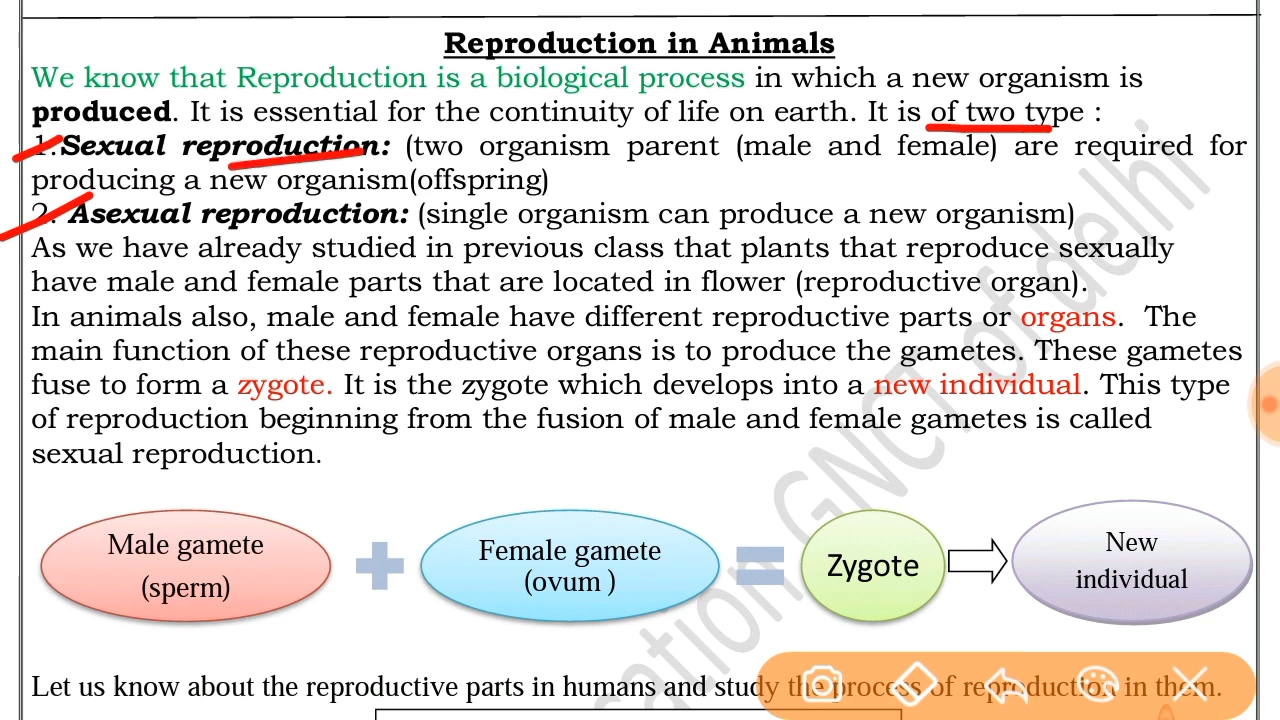 Reproduction in Animals
We know that Reproduction is a biological process in which a new organism is
produced. It is essential for the continuity of life on earth. It is of two type :
1.Sexual reproduction: (two organism parent (male and female) are required for
producing a new organism(offspring)
2. Asexual reproduction: (single organism can produce a new organism)
As we have already studied in previous class that plants that reproduce sexually
have male and female parts that are located in flower (reproductive organ).
In animals also, male and female have different reproductive parts or organs. The
main function of these reproductive organs is to produce the gametes. These gametes
fuse to form a zygote. It is the zygote which develops into a new individual. This type
of reproduction beginning from the fusion of male and female gametes is called
sexual reproduction.
Male gamete
(sperm)
Female gamete
(ovum )
Zygote
New
individual
Let us know about the reproductive parts in humans and study the process of reproduction in them.
GNCT of delhi